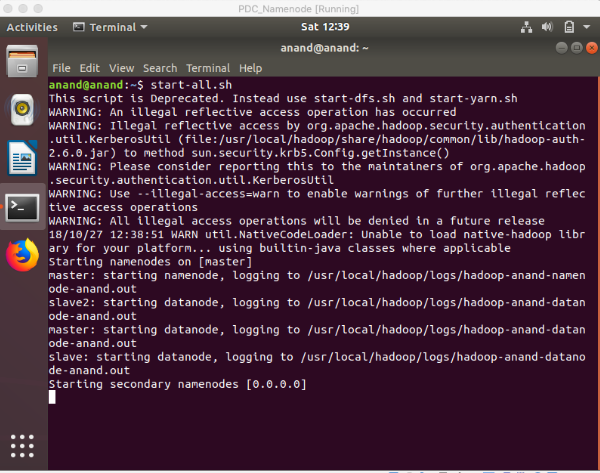 PDC_Namenode [Running]
Activities Terminal Sat 12:39
anand@anand: ~
File Edit View Search Terminal Help
anand@anand:~$ start-all.sh
This script is Deprecated. Instead use start-dfs.sh and start-yarn.sh
WARNING: An illegal reflective access operation has occurred
WARNING: Illegal reflective access by org.apache.hadoop.security.authentication
.util.KerberosUtil (file:/usr/local/hadoop/share/hadoop/common/lib/hadoop-auth-
2.6.0.jar) to method sun.security.krb5.Config.getInstance()
WARNING: Please consider reporting this to the maintainers of org.apache.hadoop
.security.authentication.util.KerberosUtil
WARNING: Use --illegal-access=warn to enable warnings of further illegal reflec
tive access operations
WARNING: All illegal access operations will be denied in a future release
18/10/27 12:38:51 WARN util.NativeCodeLoader: Unable to load native-hadoop libr
ary for your platform... using builtin-java classes where applicable
Starting namenodes on [master]
master: starting namenode, logging to /usr/local/hadoop/logs/hadoop-anand-namen
ode-anand.out
slave2: starting datanode, logging to /usr/local/hadoop/logs/hadoop-anand-datan
ode-anand.out
master: starting datanode, logging to /usr/local/hadoop/logs/hadoop-anand-datan
ode-anand.out
slave: starting datanode, logging to /usr/local/hadoop/logs/hadoop-anand-datano
de-anand.out
Starting secondary namenodes [0.0.0.0]